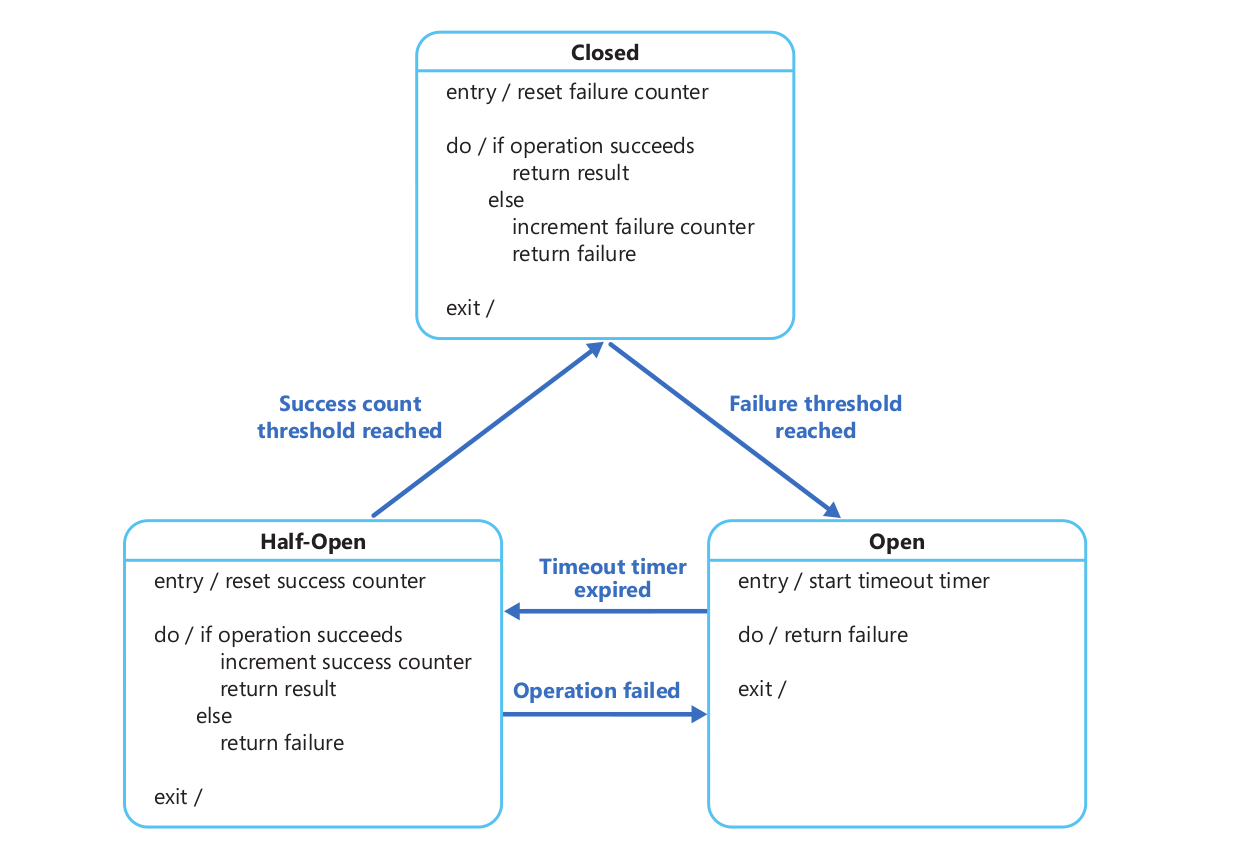 Closed
entry / reset failure counter
do / if operation succeeds
return result
else
increment failure counter
return failure
exit /
Success count
threshold reached
Failure threshold
reached
Half-Open
entry / reset success counter
do / if operation succeeds
increment success counter
return result
else
return failure
exit /
Timeout timer
expired
Operation failed
Open
entry / start timeout timer
do / return failure
exit /